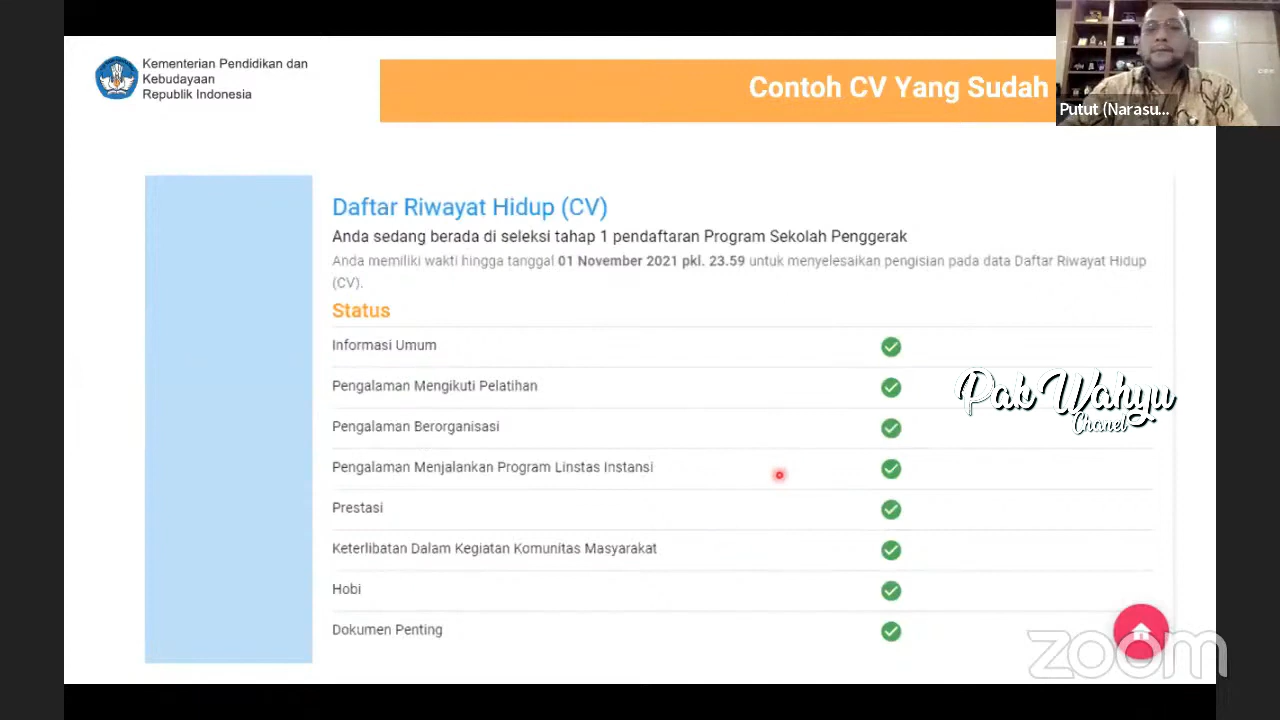 Kementerian Pendidikan dan
Kebudayaan
Republik Indonesia
Contoh CV Yang Sudah
Putut (Narasu...
Daftar Riwayat Hidup (CV)
Anda sedang berada di seleksi tahap 1 pendaftaran Program Sekolah Penggerak
Anda memiliki wakti hingga tanggal 01 November 2021 pkl. 23.59 untuk menyelesaikan pengisian pada data Daftar Riwayat Hidup
(CV).
Status
Informasi Umum
Pengalaman Mengikuti Pelatihan
Pak Wahyu
Chanel
Pengalaman Berorganisasi
Pengalaman Menjalankan Program Linstas Instansi
Prestasi
Keterlibatan Dalam Kegiatan Komunitas Masyarakat
Hobi
Dokumen Penting
zoom